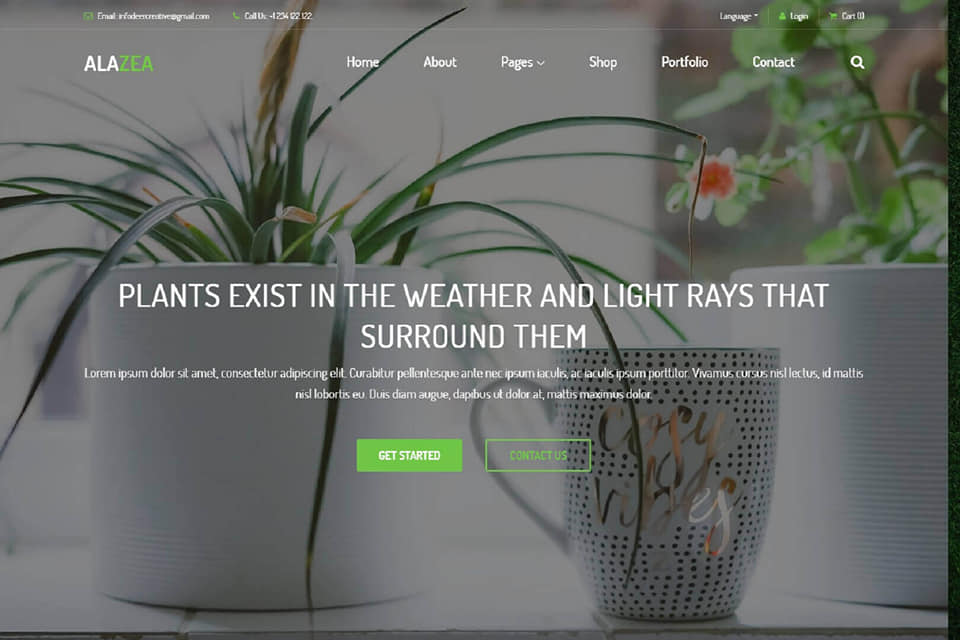 Email: infodeercreative@gmail.com Call Us: +1 234 122 122 Language Login Cart (1)
ALAZEA Home About Pages Shop Portfolio Contact
PLANTS EXIST IN THE WEATHER AND LIGHT RAYS THAT
SURROUND THEM
Lorem ipsum dolor sit amet, consectetur adipiscing elit. Curabitur pellentesque ante nec ipsum iaculis, ac iaculis ipsum porttitor. Vivamus cursus nisl lectus, id mattis
nisl lobortis eu. Duis diam augue, dapibus ut dolor at, mattis maximus dolor.
GET STARTED CONTACT US
cozy
vibes